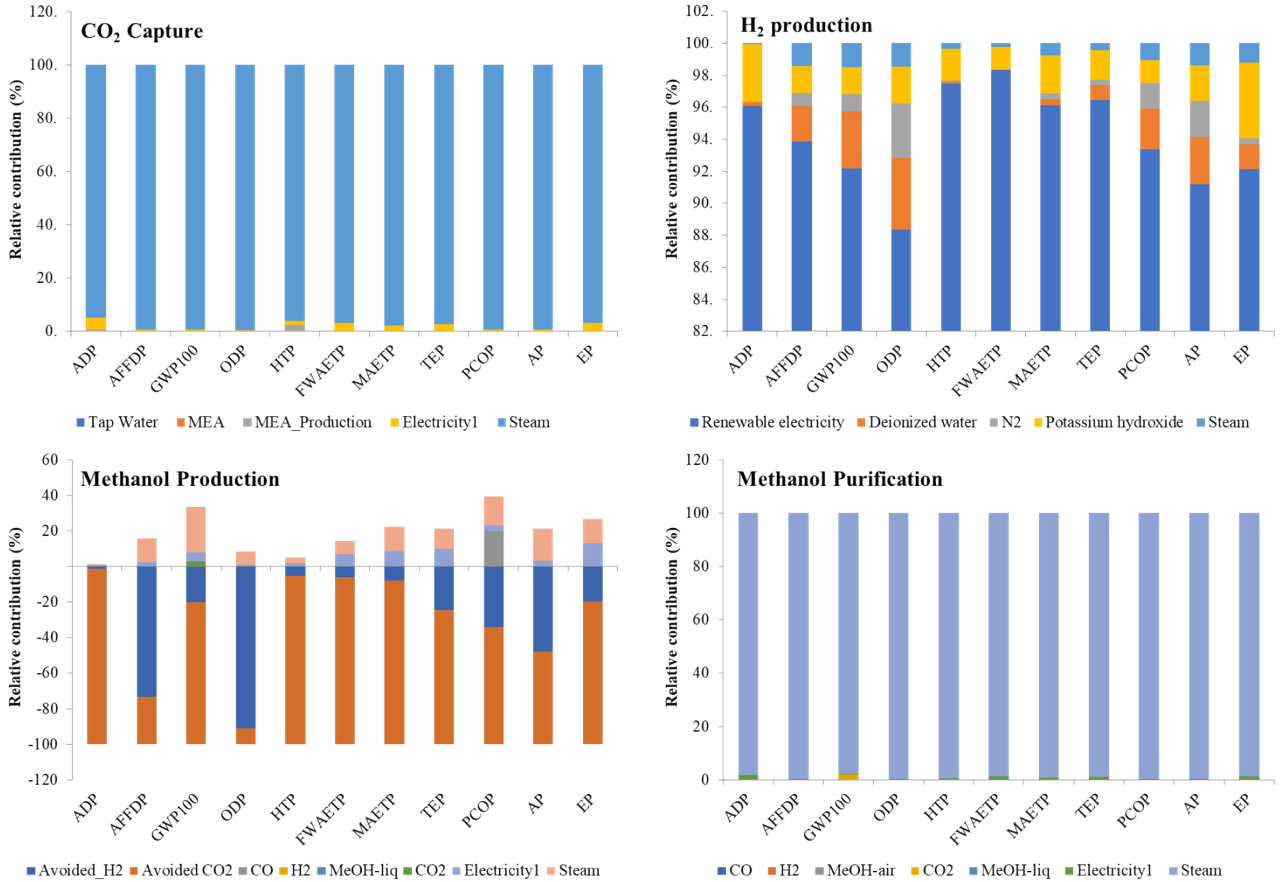 CO2 Capture
Relative contribution (%)
120.
100.
80.
60.
40.
20.
0.
ADP AFFDP GWP100 ODP HTP FWAETP MAETP TEP PCOP AP EP
Tap Water MEA MEA_Production Electricity1 Steam
H2 production
Relative contribution (%)
100.
98.
96.
94.
92.
90.
88.
86.
84.
82.
ADP AFFDP GWP100 ODP HTP FWAETP MAETP TEP PCOP AP EP
Renewable electricity Deionized water N2 Potassium hydroxide Steam
Methanol Production
Relative contribution (%)
60
40
20
-20
-40
-60
-80
-100
-120
ADP AFFDP GWP100 ODP HTP FWAETP MAETP TEP PCOP AP EP
Avoided_H2 Avoided CO2 CO H2 MeOH-liq CO2 Electricity1 Steam
Methanol Purification
Relative contribution (%)
120
100
80
60
40
20
0
ADP AFFDP GWP100 ODP HTP FWAETP MAETP TEP PCOP AP EP
CO H2 MeOH-air CO2 MeOH-liq Electricity1 Steam